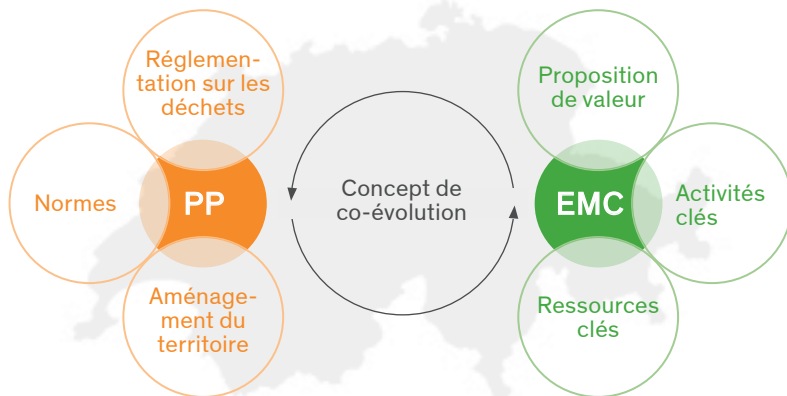 Réglemen-
tation sur les
déchets
Normes
PP
Aménage-
ment du
territoire
Concept de
co-évolution
Proposition
de valeur
EMC
Activités
clés
Ressources
clés